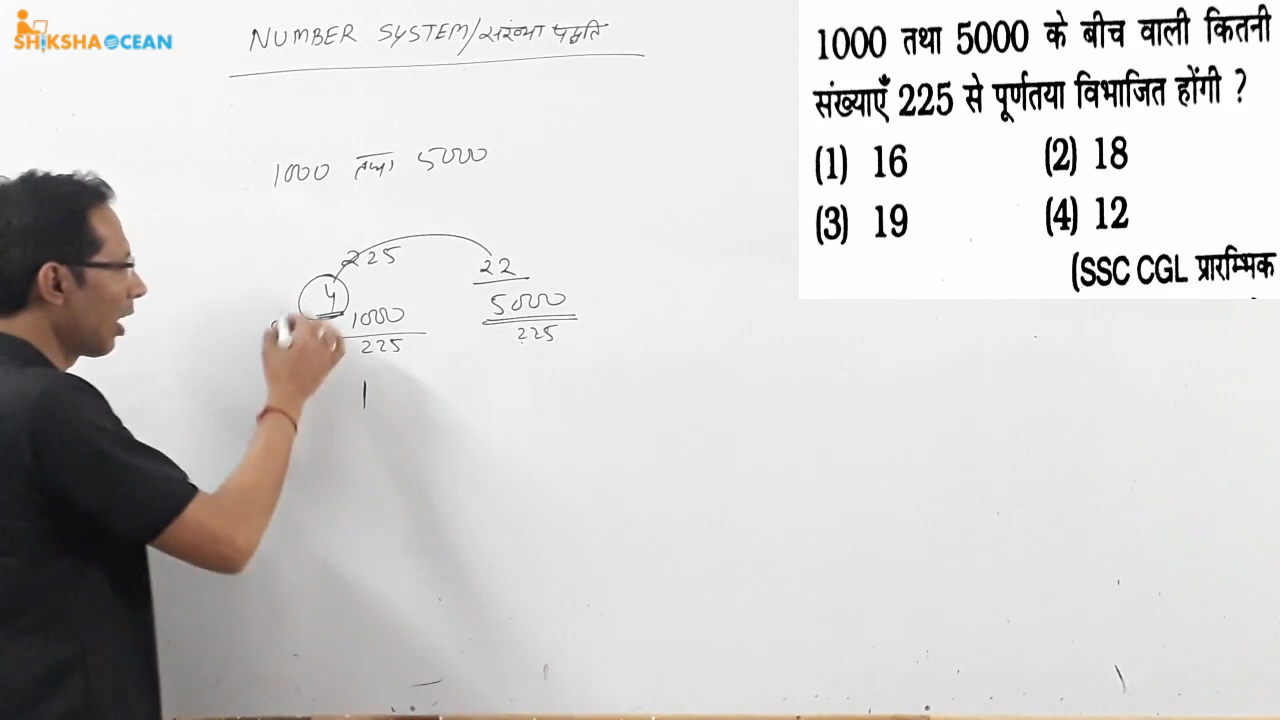 SHIKSHA OCEAN
NUMBER SYSTEM/संख्या पद्धति
1000 तथा 5000
225
22
4
1000
5000
225
225
1
1000 तथा 5000 के बीच वाली कितनी
संख्याएँ 225 से पूर्णतया विभाजित होंगी ?
(1) 16 (2) 18
(3) 19 (4) 12
(SSC CGL प्रारम्भिक